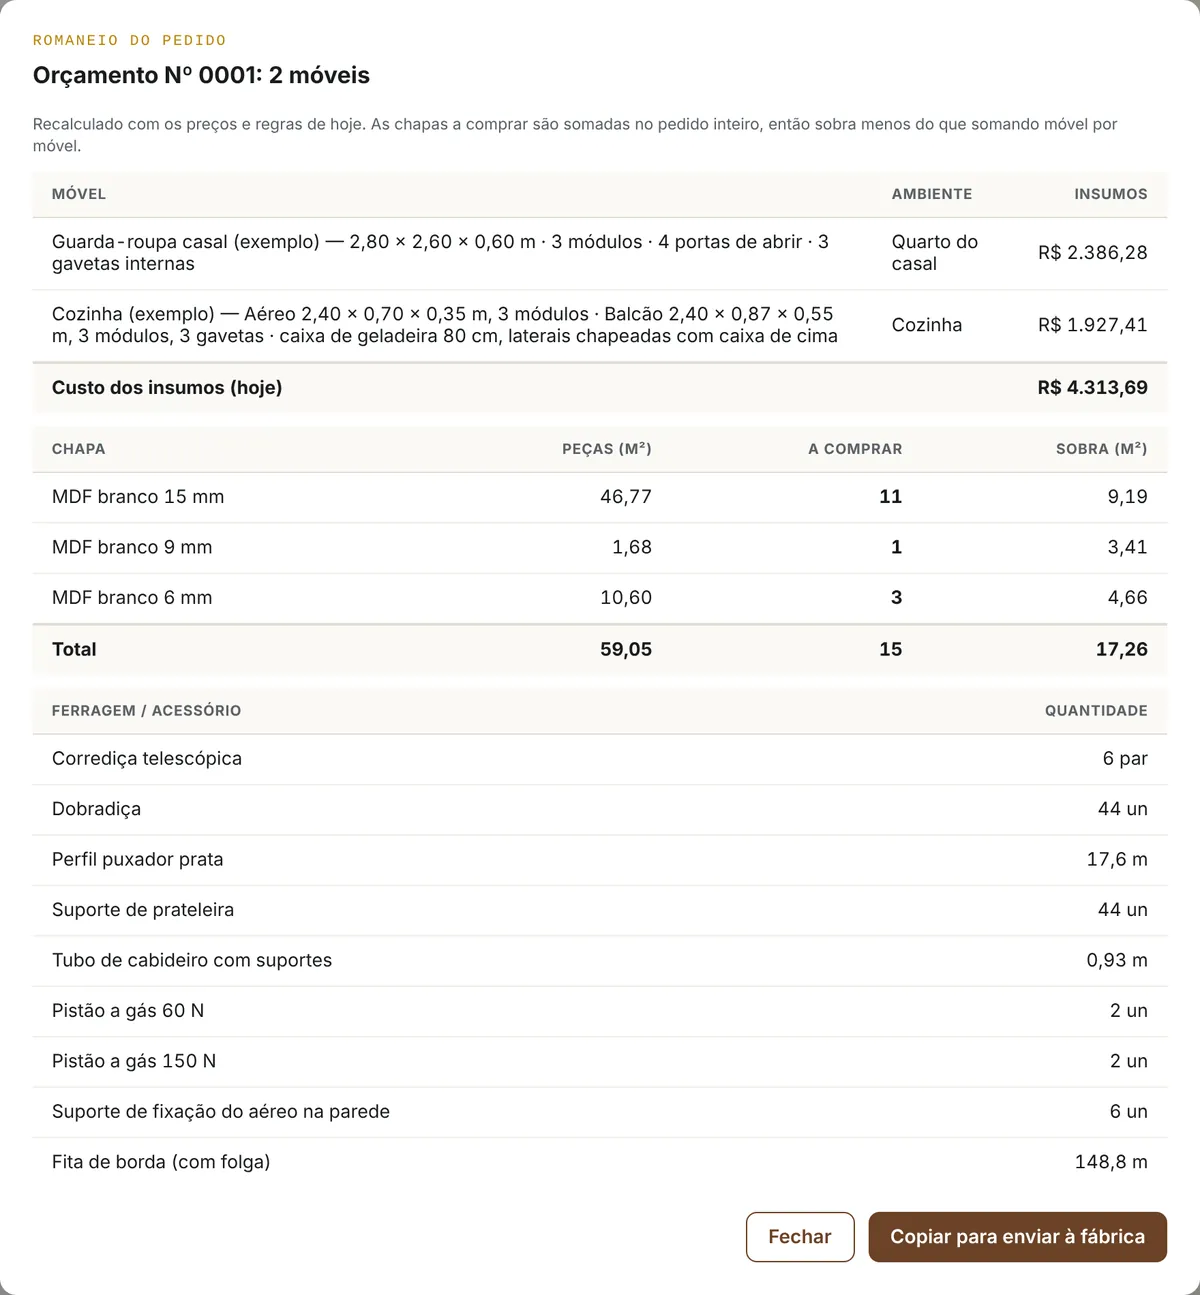 ROMANEIO DO PEDIDO
Orçamento Nº 0001: 2 móveis
Recalculado com os preços e regras de hoje. As chapas a comprar são somadas no pedido inteiro, então sobra menos do que somando móvel por
móvel.
MÓVEL AMBIENTE INSUMOS
Guarda-roupa casal (exemplo) — 2,80 × 2,60 × 0,60 m · 3 módulos · 4 portas de abrir · 3
gavetas internas
Quarto do
casal
R$ 2.386,28
Cozinha (exemplo) — Aéreo 2,40 × 0,70 × 0,35 m, 3 módulos · Balcão 2,40 × 0,87 × 0,55
m, 3 módulos, 3 gavetas · caixa de geladeira 80 cm, laterais chapeadas com caixa de cima
Cozinha
R$ 1.927,41
Custo dos insumos (hoje) R$ 4.313,69
CHAPA PEÇAS (M²) A COMPRAR SOBRA (M²)
MDF branco 15 mm 46,77 11 9,19
MDF branco 9 mm 1,68 1 3,41
MDF branco 6 mm 10,60 3 4,66
Total 59,05 15 17,26
FERRAGEM / ACESSÓRIO QUANTIDADE
Corrediça telescópica 6 par
Dobradiça 44 un
Perfil puxador prata 17,6 m
Suporte de prateleira 44 un
Tubo de cabideiro com suportes 0,93 m
Pistão a gás 60 N 2 un
Pistão a gás 150 N 2 un
Suporte de fixação do aéreo na parede 6 un
Fita de borda (com folga) 148,8 m
Fechar Copiar para enviar à fábrica